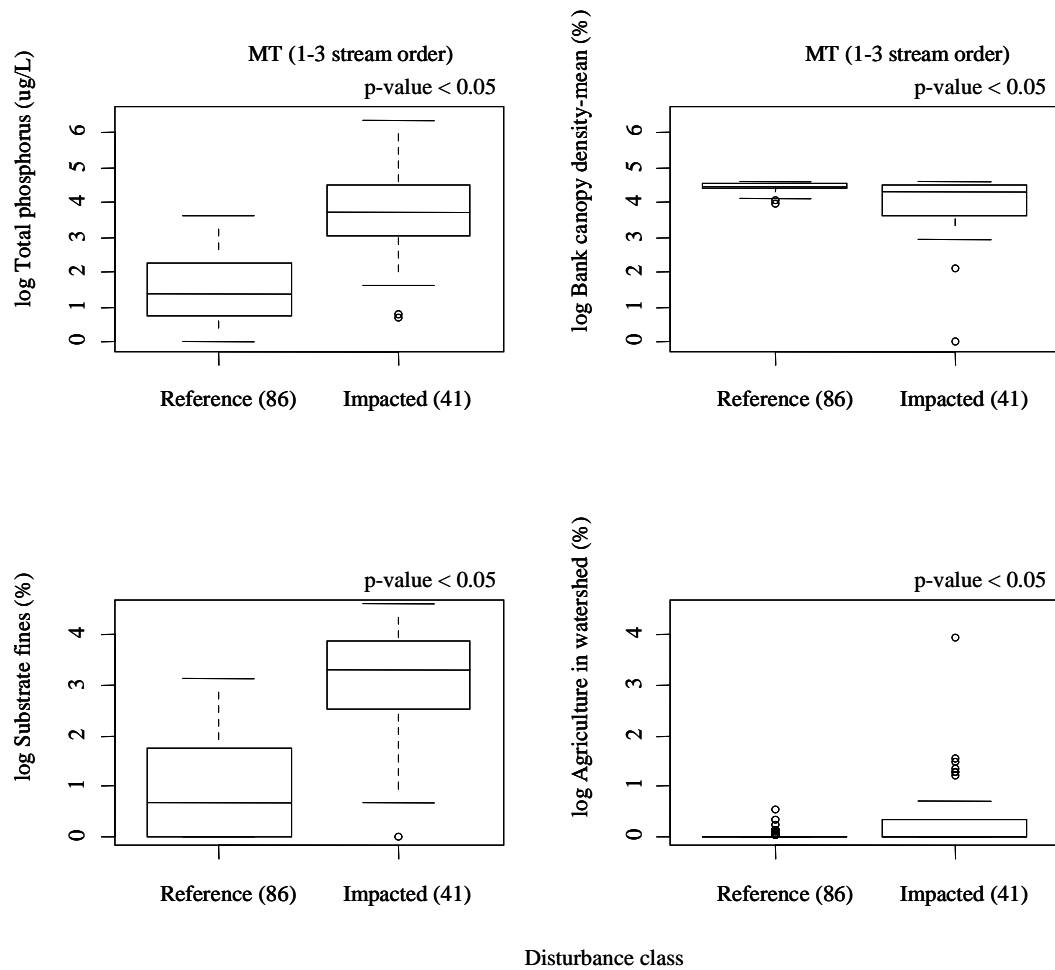 MT (1-3 stream order)
p-value < 0.05
log Total phosphorus (ug/L)
6
5
4
3
2
1
0
Reference (86)
Impacted (41)
MT (1-3 stream order)
p-value < 0.05
log Bank canopy density-mean (%)
6
5
4
3
2
1
0
Reference (86)
Impacted (41)
p-value < 0.05
log Substrate fines (%)
4
3
2
1
0
Reference (86)
Impacted (41)
p-value < 0.05
log Agriculture in watershed (%)
4
3
2
1
0
Reference (86)
Impacted (41)
Disturbance class